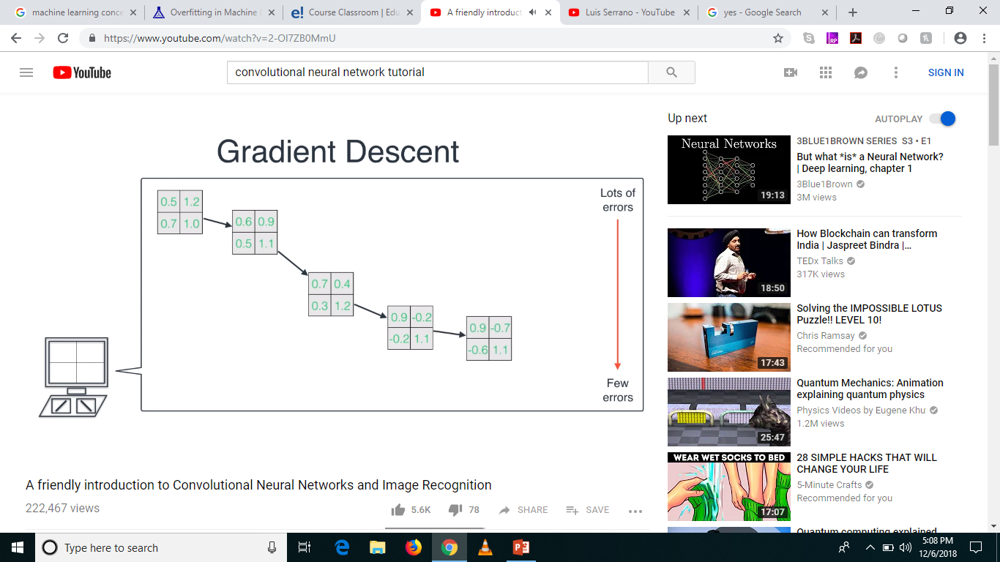 machine learning conce
Overfitting in Machine
Course Classroom | Edu
A friendly introduct
Luis Serrano - YouTube
yes - Google Search
https://www.youtube.com/watch?v=2-OI7ZB0MmU
YouTube
convolutional neural network tutorial
SIGN IN
Gradient Descent
0.5 1.2
0.7 1.0
0.6 0.9
0.5 1.1
0.7 0.4
0.3 1.2
0.9 -0.2
-0.2 1.1
0.9 -0.7
-0.6 1.1
Lots of
errors
Few
errors
A friendly introduction to Convolutional Neural Networks and Image Recognition
222,467 views
5.6K
78
SHARE
SAVE
Up next
AUTOPLAY
Neural Networks
19:13
3BLUE1BROWN SERIES S3 • E1
But what *is* a Neural Network?
| Deep learning, chapter 1
3Blue1Brown
3M views
18:50
How Blockchain can transform
India | Jaspreet Bindra |...
TEDx Talks
317K views
17:43
Solving the IMPOSSIBLE LOTUS
Puzzle!! LEVEL 10!
Chris Ramsay
Recommended for you
25:47
Quantum Mechanics: Animation
explaining quantum physics
Physics Videos by Eugene Khu
1.2M views
WEAR WET SOCKS TO BED
17:07
28 SIMPLE HACKS THAT WILL
CHANGE YOUR LIFE
5-Minute Crafts
Recommended for you
Quantum computing explained
Type here to search
5:08 PM
12/6/2018